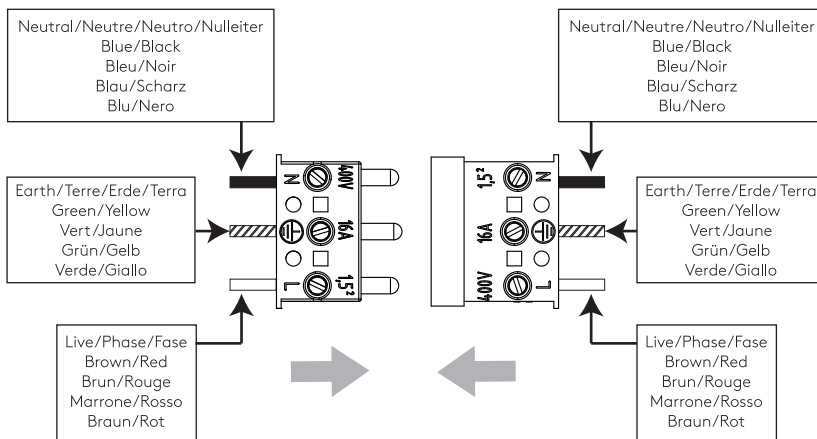 Neutral/Neutre/Neutro/Nulleiter
Blue/Black
Bleu/Noir
Blau/Scharz
Blu/Nero
Earth/Terre/Erde/Terra
Green/Yellow
Vert/Jaune
Grün/Gelb
Verde/Giallo
Live/Phase/Fase
Brown/Red
Brun/Rouge
Marrone/Rosso
Braun/Rot
N
400V
16A
L
1,5²
1,5²
N
16A
400V
L
Neutral/Neutre/Neutro/Nulleiter
Blue/Black
Bleu/Noir
Blau/Scharz
Blu/Nero
Earth/Terre/Erde/Terra
Green/Yellow
Vert/Jaune
Grün/Gelb
Verde/Giallo
Live/Phase/Fase
Brown/Red
Brun/Rouge
Marrone/Rosso
Braun/Rot